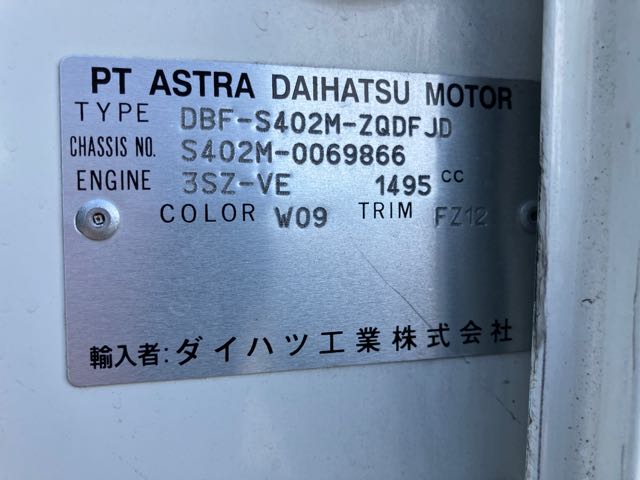 PT ASTRA DAIHATSU MOTOR
TYPE DBF-S402M-ZQDFJD
CHASSIS NO. S402M-0069866
ENGINE 3SZ-VE 1495 CC
COLOR W09 TRIM FZ12
輸入者: ダイハツ工業株式会社